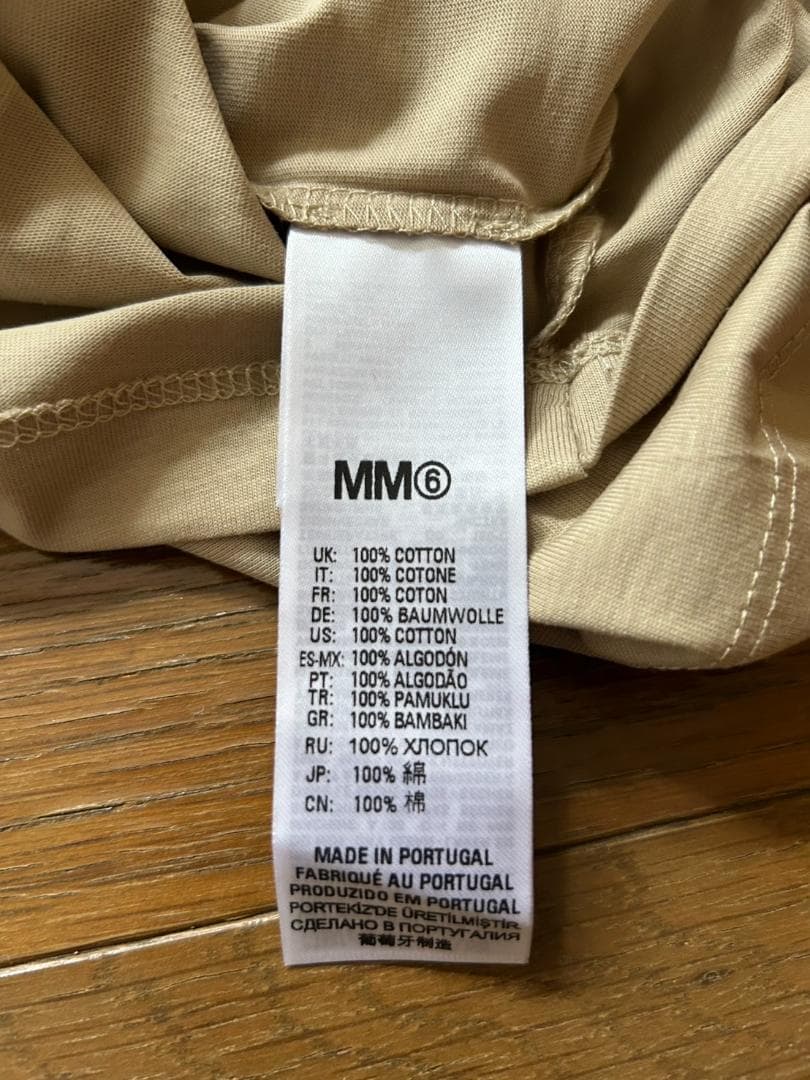 MM⑥
UK: 100% COTTON
IT: 100% COTONE
FR: 100% COTON
DE: 100% BAUMWOLLE
US: 100% COTTON
ES-MX: 100% ALGODÓN
PT: 100% ALGODÃO
TR: 100% PAMUKLU
GR: 100% BAMBAKI
RU: 100% ХЛОПОК
JP: 100% 綿
CN: 100% 棉
MADE IN PORTUGAL
FABRIQUÉ AU PORTUGAL
PRODUZIDO EM PORTUGAL
PORTEKİZ'DE ÜRETİLMİŞTİR
СДЕЛАНО В ПОРТУГАЛИЯ
葡萄牙制造